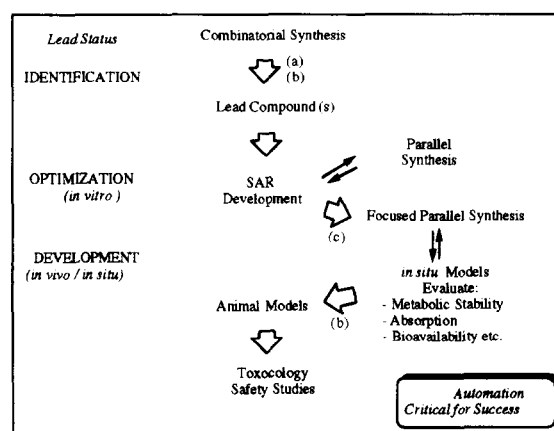 Lead Status
Combinatorial Synthesis
(a)
(b)
IDENTIFICATION
Lead Compound (s)
Parallel
Synthesis
OPTIMIZATION
(in vitro )
SAR
Development
(c)
Focused Parallel Synthesis
DEVELOPMENT
(in vivo / in situ)
in situ Models
Evaluate:
- Metabolic Stability
- Absorption
- Bioavailability etc.
Animal Models
(b)
Toxocology
Safety Studies
Automation
Critical for Success